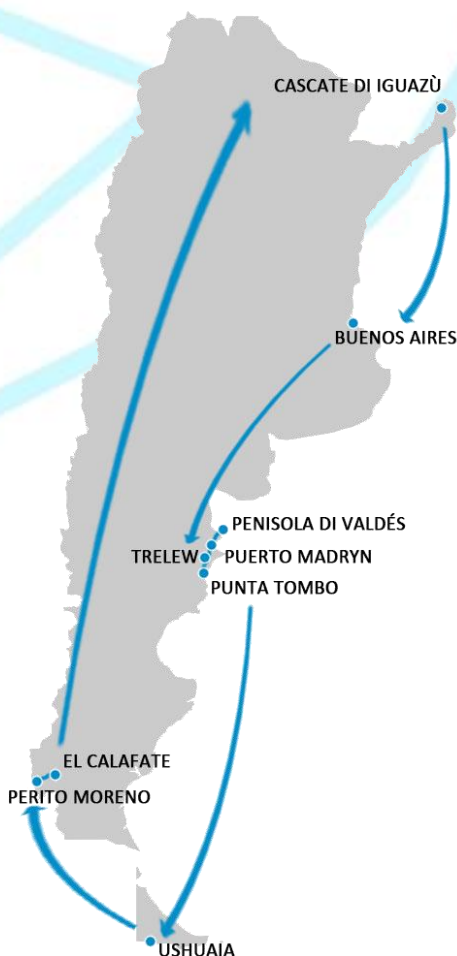 CASCATE DI IGUAZÙ
BUENOS AIRES
PENISOLA DI VALDÉS
TRELEW
PUERTO MADRYN
PUNTA TOMBO
EL CALAFATE
PERITO MORENO
USHUAIA